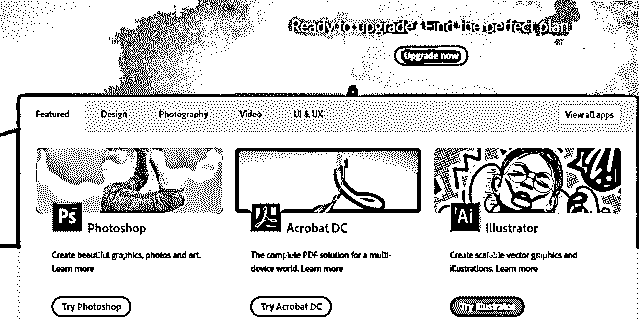 Ready to upgrade? Find the perfect plan.
Upgrade now
Featured Design Photography Video UI & UX View all apps
Ps Photoshop
Create beautiful graphics, photos and art.
Learn more
Try Photoshop
Acrobat DC
The complete PDF solution for a multi-
device world. Learn more
Try Acrobat DC
Ai Illustrator
Create scalable vector graphics and
illustrations. Learn more
Try Illustrator